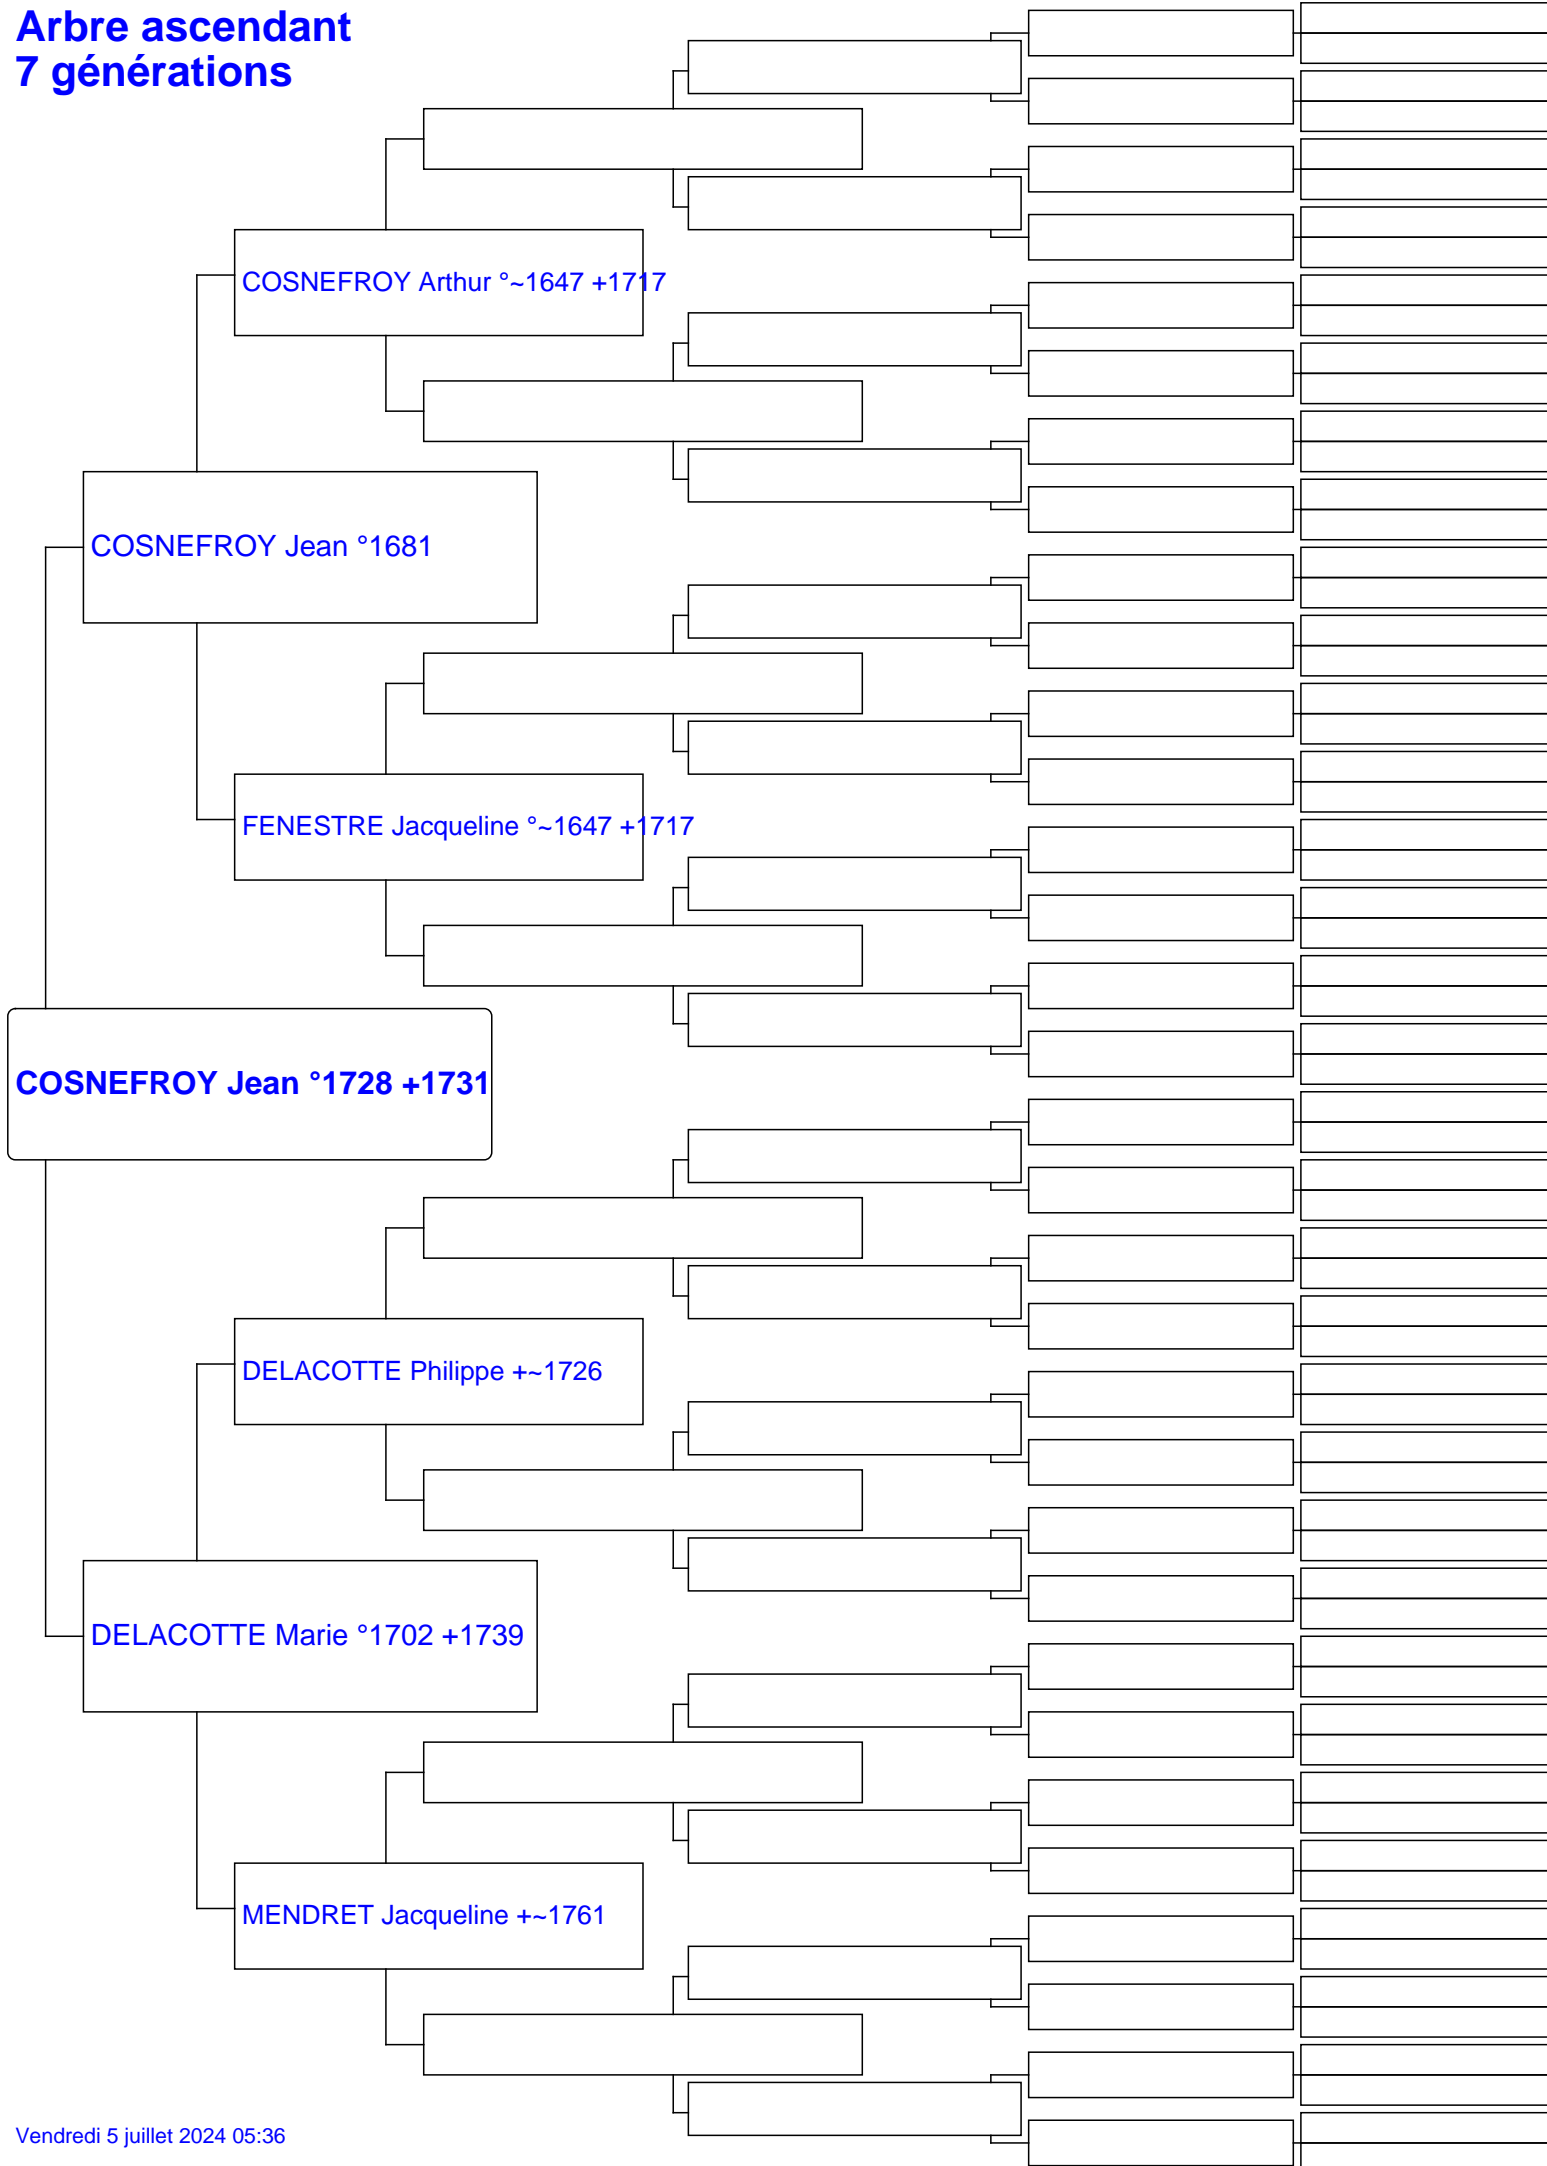 Arbre ascendant
7 générations
COSNEFROY Arthur °~1647 +1717
COSNEFROY Jean °1681
FENESTRE Jacqueline °~1647 +1717
COSNEFROY Jean °1728 +1731
DELACOTTE Philippe +~1726
DELACOTTE Marie °1702 +1739
MENDRET Jacqueline +~1761
Vendredi 5 juillet 2024 05:36